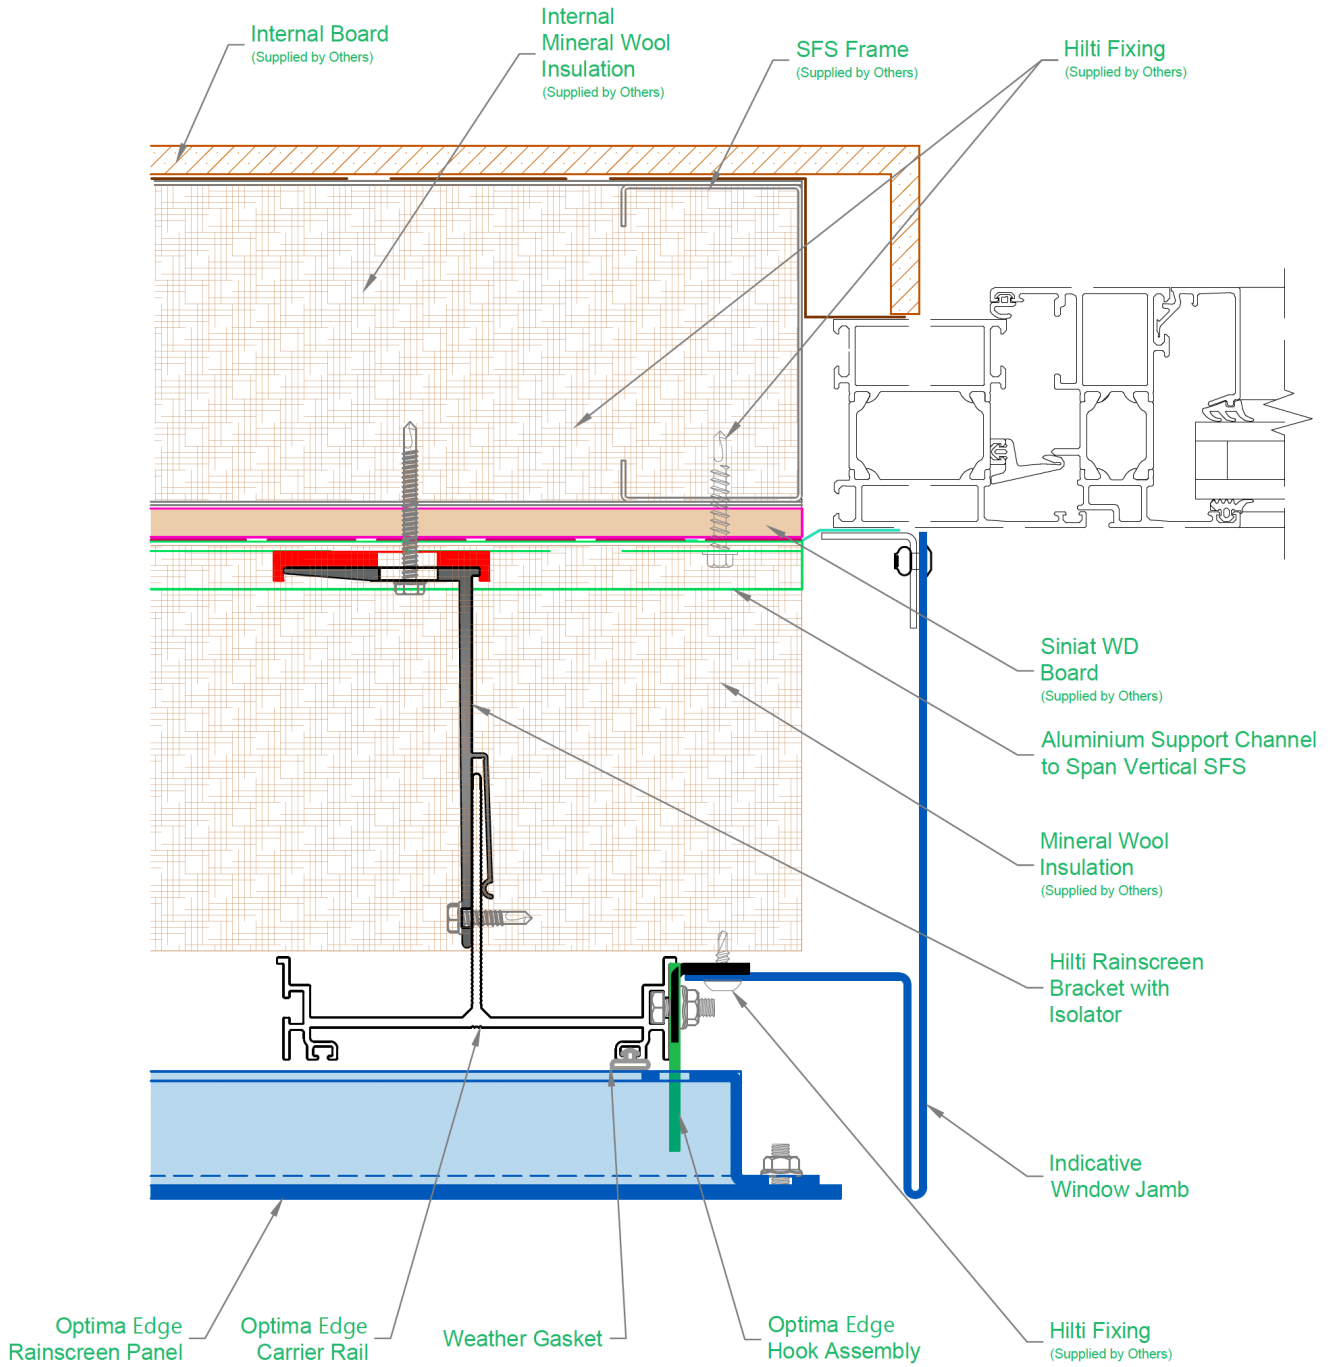 Internal Board
(Supplied by Others)
Internal
Mineral Wool
Insulation
(Supplied by Others)
SFS Frame
(Supplied by Others)
Hilti Fixing
(Supplied by Others)
Siniat WD
Board
(Supplied by Others)
Aluminium Support Channel
to Span Vertical SFS
Mineral Wool
Insulation
(Supplied by Others)
Hilti Rainscreen
Bracket with
Isolator
Indicative
Window Jamb
Optima Edge
Rainscreen Panel
Optima Edge
Carrier Rail
Weather Gasket
Optima Edge
Hook Assembly
Hilti Fixing
(Supplied by Others)